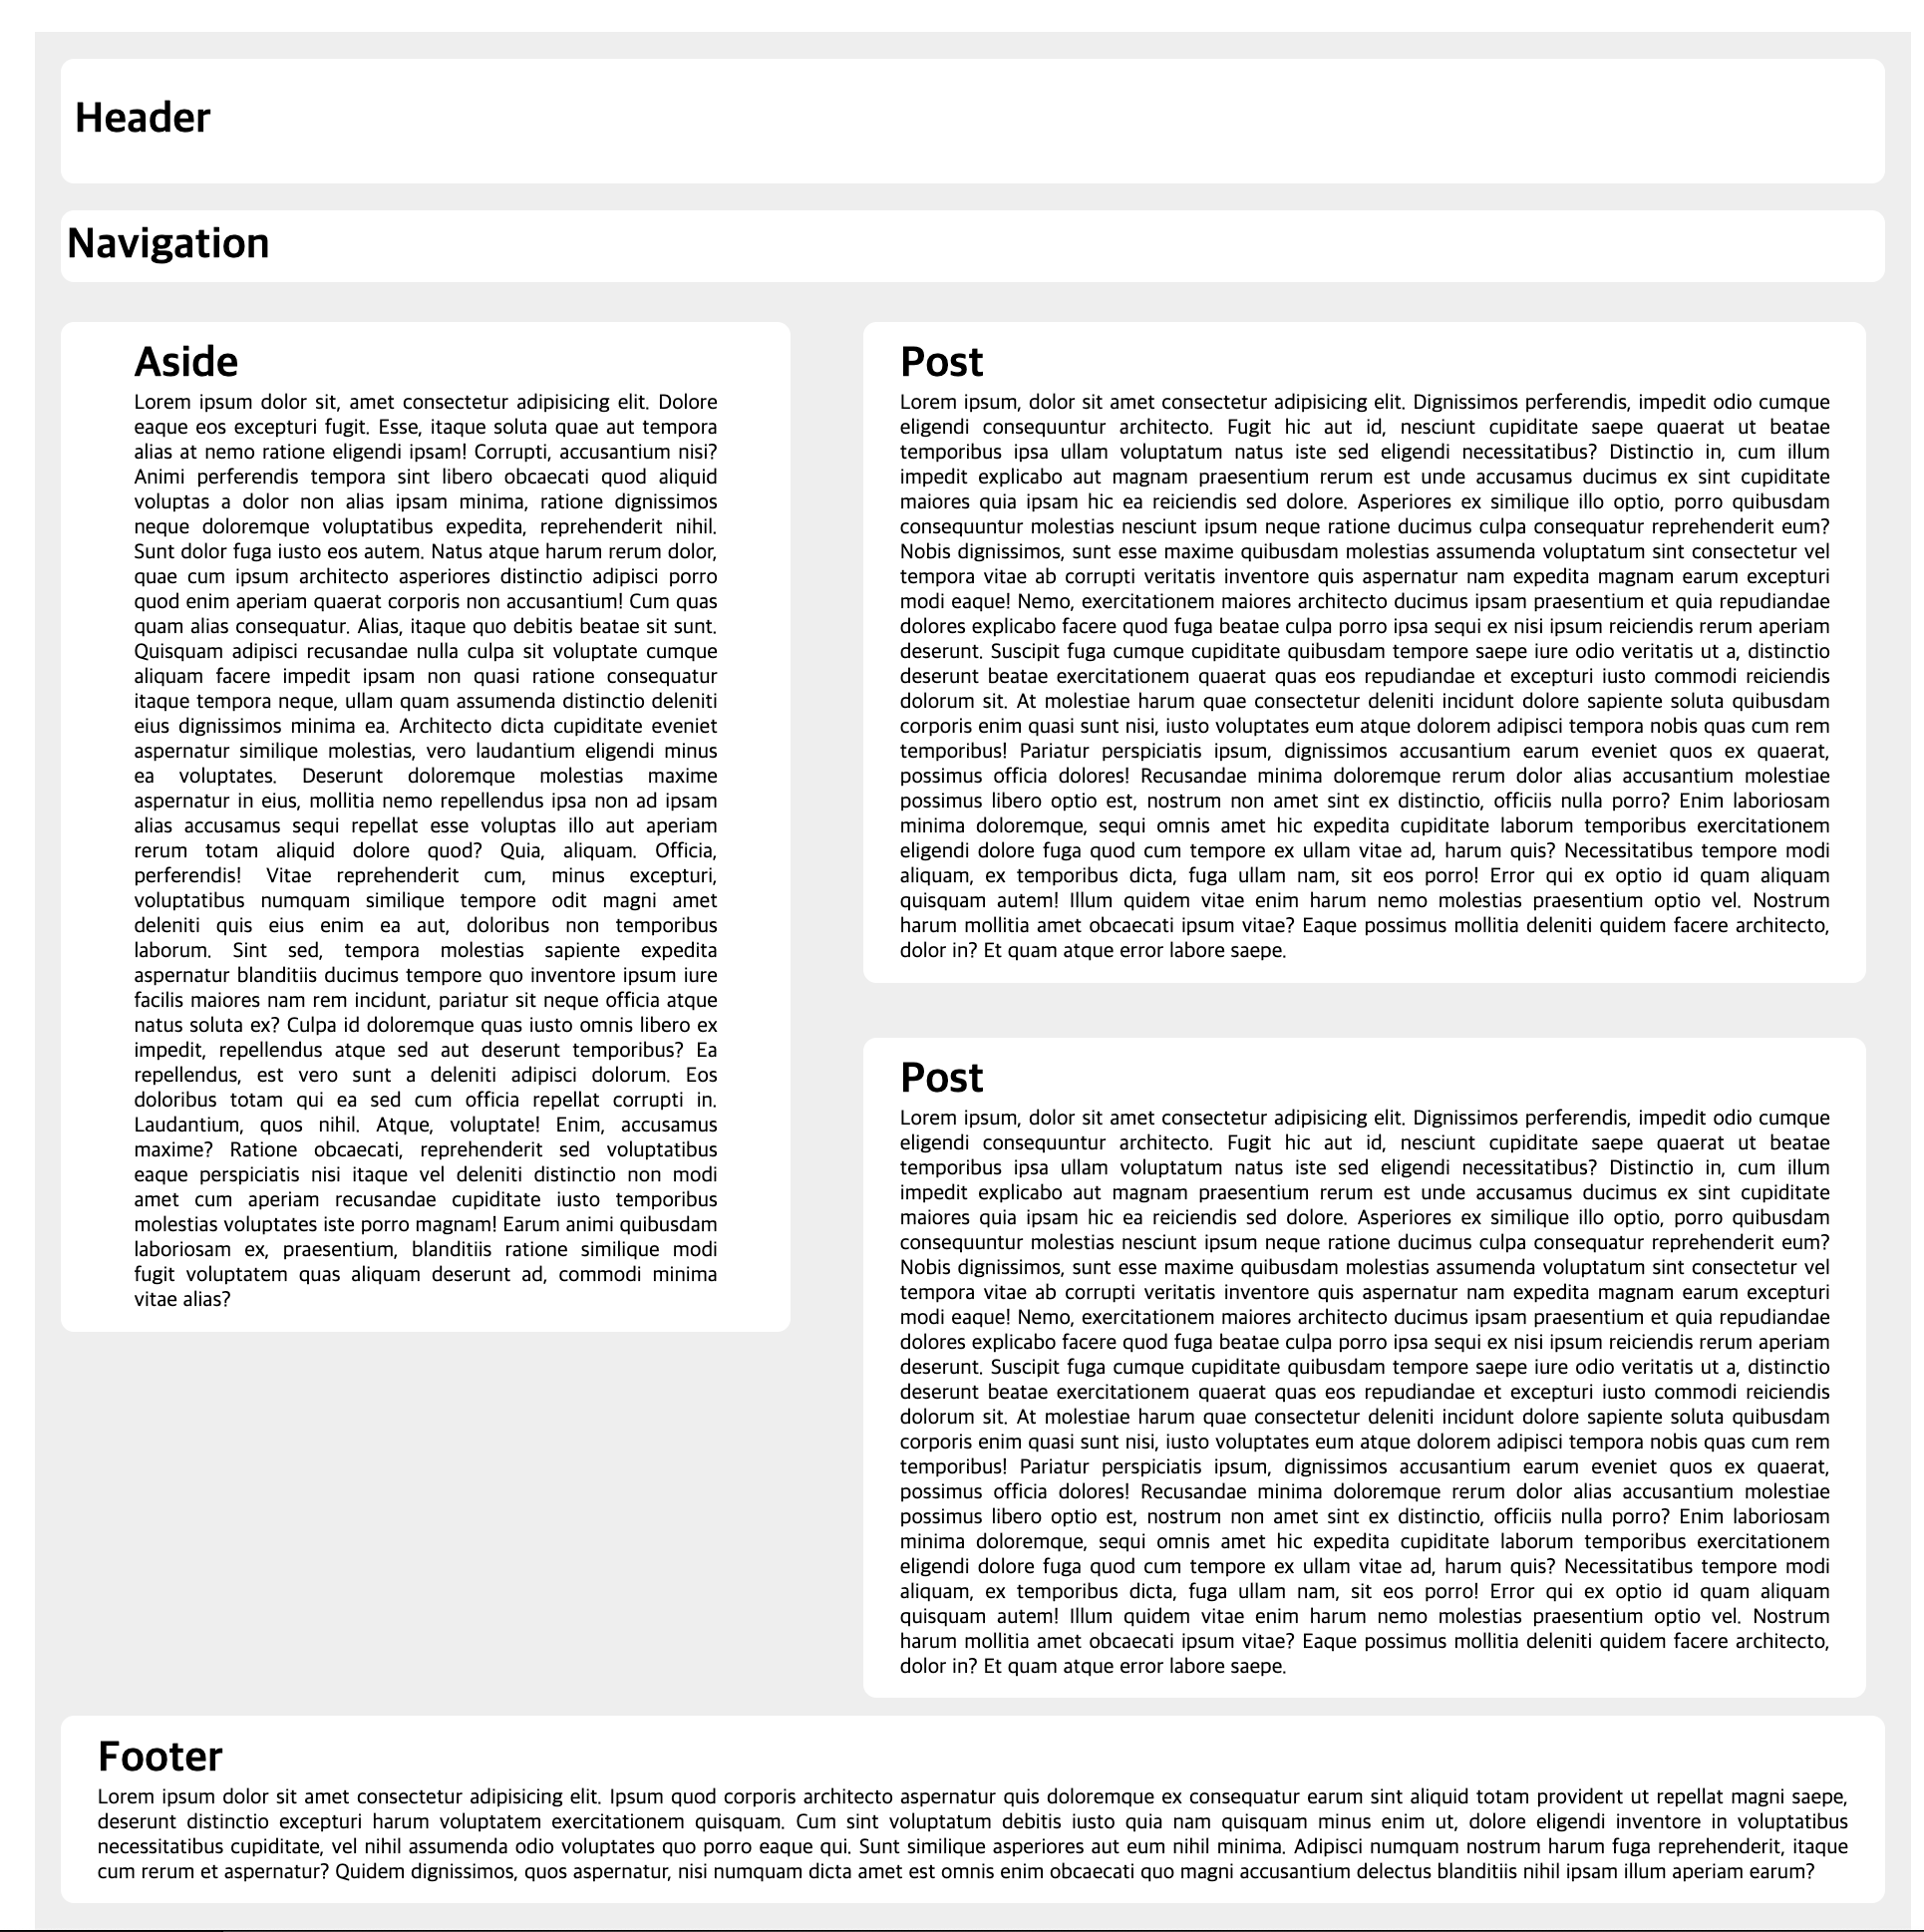 Header
Navigation
Aside
Lorem ipsum dolor sit, amet consectetur adipisicing elit. Dolore
eaque eos excepturi fugit. Esse, itaque soluta quae aut tempora
alias at nemo ratione eligendi ipsam! Corrupti, accusantium nisi?
Animi perferendis tempora sint libero obcaecati quod aliquid
voluptas a dolor non alias ipsam minima, ratione dignissimos
neque doloremque voluptatibus expedita, reprehenderit nihil.
Sunt dolor fuga iusto eos autem. Natus atque harum rerum dolor,
quae cum ipsum architecto asperiores distinctio adipisci porro
quod enim aperiam quaerat corporis non accusantium! Cum quas
quam alias consequatur. Alias, itaque quo debitis beatae sit sunt.
Quisquam adipisci recusandae nulla culpa sit voluptate cumque
aliquam facere impedit ipsam non quasi ratione consequatur
itaque tempora neque, ullam quam assumenda distinctio deleniti
eius dignissimos minima ea. Architecto dicta cupiditate eveniet
aspernatur similique molestias, vero laudantium eligendi minus
ea voluptates. Deserunt doloremque molestias maxime
aspernatur in eius, mollitia nemo repellendus ipsa non ad ipsam
alias accusamus sequi repellat esse voluptas illo aut aperiam
rerum totam aliquid dolore quod? Quia, aliquam. Officia,
perferendis! Vitae reprehenderit cum, minus excepturi,
voluptatibus numquam similique tempore odit magni amet
deleniti quis eius enim ea aut, doloribus non temporibus
laborum. Sint sed, tempora molestias sapiente expedita
aspernatur blanditiis ducimus tempore quo inventore ipsum iure
facilis maiores nam rem incidunt, pariatur sit neque officia atque
natus soluta ex? Culpa id doloremque quas iusto omnis libero ex
impedit, repellendus atque sed aut deserunt temporibus? Ea
repellendus, est vero sunt a deleniti adipisci dolorum. Eos
doloribus totam qui ea sed cum officia repellat corrupti in.
Laudantium, quos nihil. Atque, voluptate! Enim, accusamus
maxime? Ratione obcaecati, reprehenderit sed voluptatibus
eaque perspiciatis nisi itaque vel deleniti distinctio non modi
amet cum aperiam recusandae cupiditate iusto temporibus
molestias voluptates iste porro magnam! Earum animi quibusdam
laboriosam ex, praesentium, blanditiis ratione similique modi
fugit voluptatem quas aliquam deserunt ad, commodi minima
vitae alias?
Post
Lorem ipsum, dolor sit amet consectetur adipisicing elit. Dignissimos perferendis, impedit odio cumque
eligendi consequuntur architecto. Fugit hic aut id, nesciunt cupiditate saepe quaerat ut beatae
temporibus ipsa ullam voluptatum natus iste sed eligendi necessitatibus? Distinctio in, cum illum
impedit explicabo aut magnam praesentium rerum est unde accusamus ducimus ex sint cupiditate
maiores quia ipsam hic ea reiciendis sed dolore. Asperiores ex similique illo optio, porro quibusdam
consequuntur molestias nesciunt ipsum neque ratione ducimus culpa consequatur reprehenderit eum?
Nobis dignissimos, sunt esse maxime quibusdam molestias assumenda voluptatum sint consectetur vel
tempora vitae ab corrupti veritatis inventore quis aspernatur nam expedita magnam earum excepturi
modi eaque! Nemo, exercitationem maiores architecto ducimus ipsam praesentium et quia repudiandae
dolores explicabo facere quod fuga beatae culpa porro ipsa sequi ex nisi ipsum reiciendis rerum aperiam
deserunt. Suscipit fuga cumque cupiditate quibusdam tempore saepe iure odio veritatis ut a, distinctio
deserunt beatae exercitationem quaerat quas eos repudiandae et excepturi iusto commodi reiciendis
dolorum sit. At molestiae harum quae consectetur deleniti incidunt dolore sapiente soluta quibusdam
corporis enim quasi sunt nisi, iusto voluptates eum atque dolorem adipisci tempora nobis quas cum rem
temporibus! Pariatur perspiciatis ipsum, dignissimos accusantium earum eveniet quos ex quaerat,
possimus officia dolores! Recusandae minima doloremque rerum dolor alias accusantium molestiae
possimus libero optio est, nostrum non amet sint ex distinctio, officiis nulla porro? Enim laboriosam
minima doloremque, sequi omnis amet hic expedita cupiditate laborum temporibus exercitationem
eligendi dolore fuga quod cum tempore ex ullam vitae ad, harum quis? Necessitatibus tempore modi
aliquam, ex temporibus dicta, fuga ullam nam, sit eos porro! Error qui ex optio id quam aliquam
quisquam autem! Illum quidem vitae enim harum nemo molestias praesentium optio vel. Nostrum
harum mollitia amet obcaecati ipsum vitae? Eaque possimus mollitia deleniti quidem facere architecto,
dolor in? Et quam atque error labore saepe.
Post
Lorem ipsum, dolor sit amet consectetur adipisicing elit. Dignissimos perferendis, impedit odio cumque
eligendi consequuntur architecto. Fugit hic aut id, nesciunt cupiditate saepe quaerat ut beatae
temporibus ipsa ullam voluptatum natus iste sed eligendi necessitatibus? Distinctio in, cum illum
impedit explicabo aut magnam praesentium rerum est unde accusamus ducimus ex sint cupiditate
maiores quia ipsam hic ea reiciendis sed dolore. Asperiores ex similique illo optio, porro quibusdam
consequuntur molestias nesciunt ipsum neque ratione ducimus culpa consequatur reprehenderit eum?
Nobis dignissimos, sunt esse maxime quibusdam molestias assumenda voluptatum sint consectetur vel
tempora vitae ab corrupti veritatis inventore quis aspernatur nam expedita magnam earum excepturi
modi eaque! Nemo, exercitationem maiores architecto ducimus ipsam praesentium et quia repudiandae
dolores explicabo facere quod fuga beatae culpa porro ipsa sequi ex nisi ipsum reiciendis rerum aperiam
deserunt. Suscipit fuga cumque cupiditate quibusdam tempore saepe iure odio veritatis ut a, distinctio
deserunt beatae exercitationem quaerat quas eos repudiandae et excepturi iusto commodi reiciendis
dolorum sit. At molestiae harum quae consectetur deleniti incidunt dolore sapiente soluta quibusdam
corporis enim quasi sunt nisi, iusto voluptates eum atque dolorem adipisci tempora nobis quas cum rem
temporibus! Pariatur perspiciatis ipsum, dignissimos accusantium earum eveniet quos ex quaerat,
possimus officia dolores! Recusandae minima doloremque rerum dolor alias accusantium molestiae
possimus libero optio est, nostrum non amet sint ex distinctio, officiis nulla porro? Enim laboriosam
minima doloremque, sequi omnis amet hic expedita cupiditate laborum temporibus exercitationem
eligendi dolore fuga quod cum tempore ex ullam vitae ad, harum quis? Necessitatibus tempore modi
aliquam, ex temporibus dicta, fuga ullam nam, sit eos porro! Error qui ex optio id quam aliquam
quisquam autem! Illum quidem vitae enim harum nemo molestias praesentium optio vel. Nostrum
harum mollitia amet obcaecati ipsum vitae? Eaque possimus mollitia deleniti quidem facere architecto,
dolor in? Et quam atque error labore saepe.
Footer
Lorem ipsum dolor sit amet consectetur adipisicing elit. Ipsum quod corporis architecto aspernatur quis doloremque ex consequatur earum sint aliquid totam provident ut repellat magni saepe,
deserunt distinctio excepturi harum voluptatem exercitationem quisquam. Cum sint voluptatum debitis iusto quia nam quisquam minus enim ut, dolore eligendi inventore in voluptatibus
necessitatibus cupiditate, vel nihil assumenda odio voluptates quo porro eaque qui. Sunt similique asperiores aut eum nihil minima. Adipisci numquam nostrum harum fuga reprehenderit, itaque
cum rerum et aspernatur? Quidem dignissimos, quos aspernatur, nisi numquam dicta amet est omnis enim obcaecati quo magni accusantium delectus blanditiis nihil ipsam illum aperiam earum?